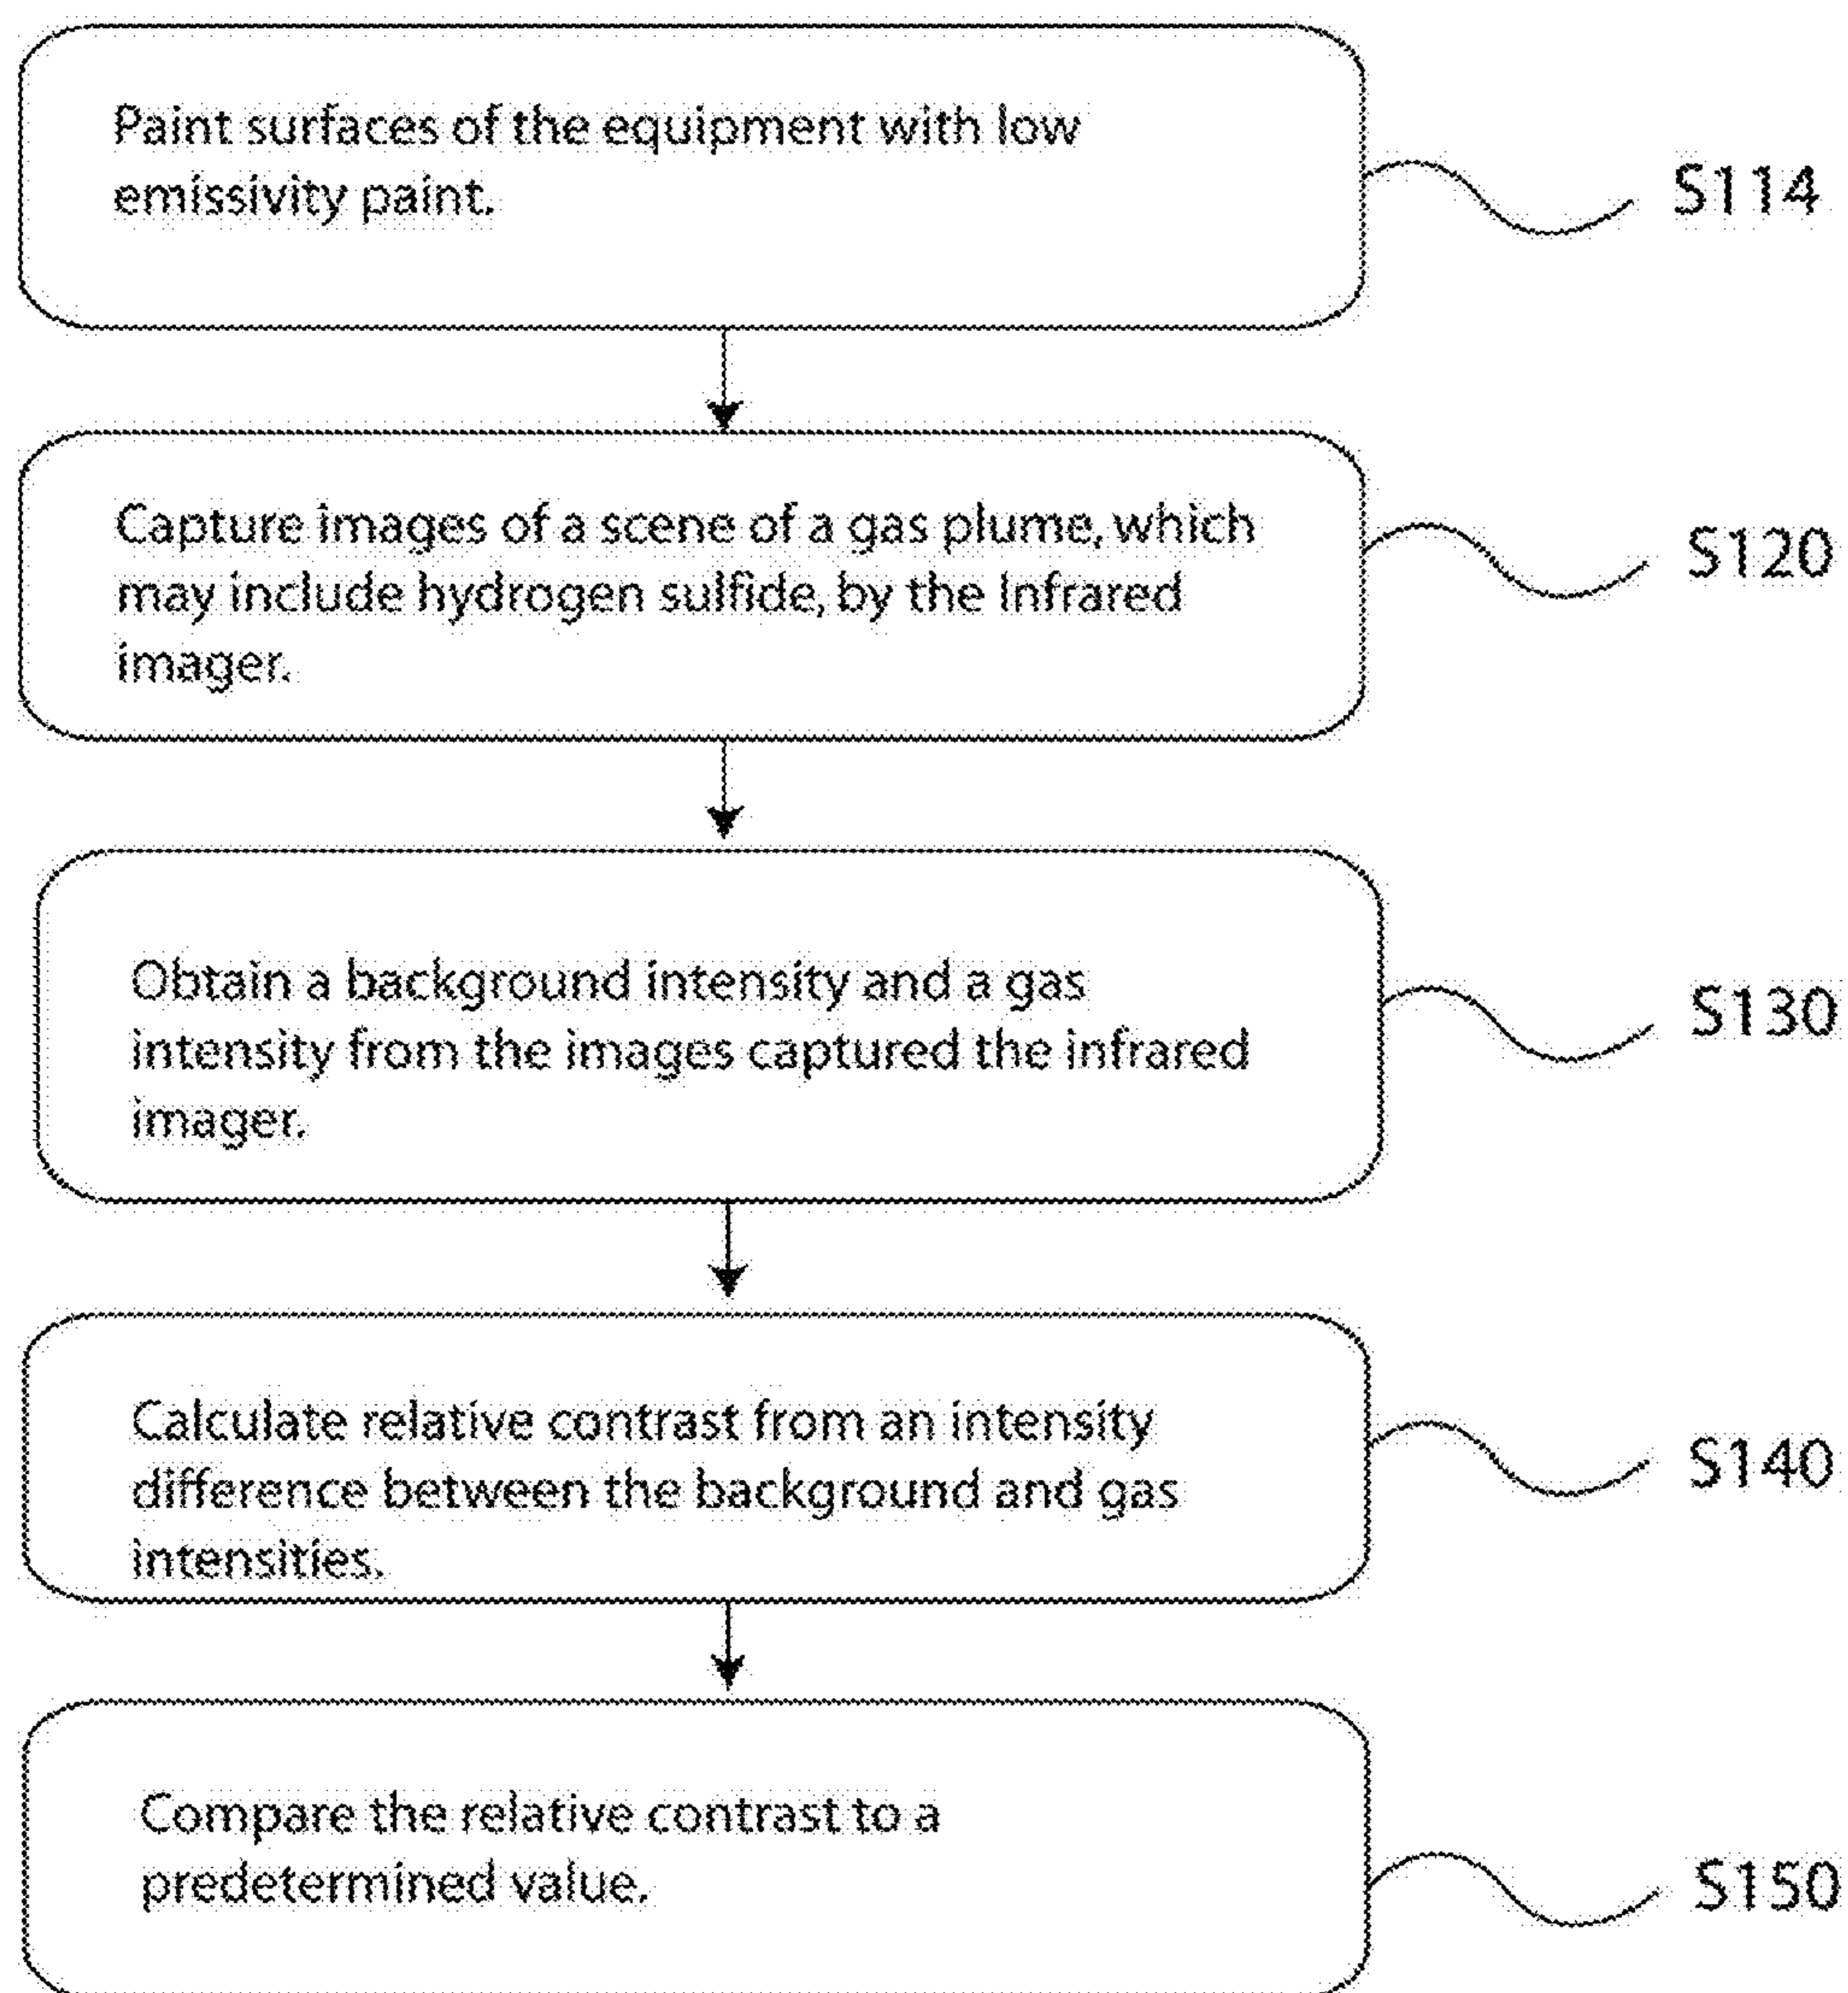 Paint surfaces of the equipment with low
emissivity paint.
S114
Capture images of a scene of a gas plume, which
may include hydrogen sulfide, by the Infrared
imager.
S120
Obtain a background intensity and a gas
intensity from the images captured the infrared
imager.
S130
Calculate relative contrast from an intensity
difference between the background and gas
intensities.
S140
Compare the relative contrast to a
predetermined value.
S150